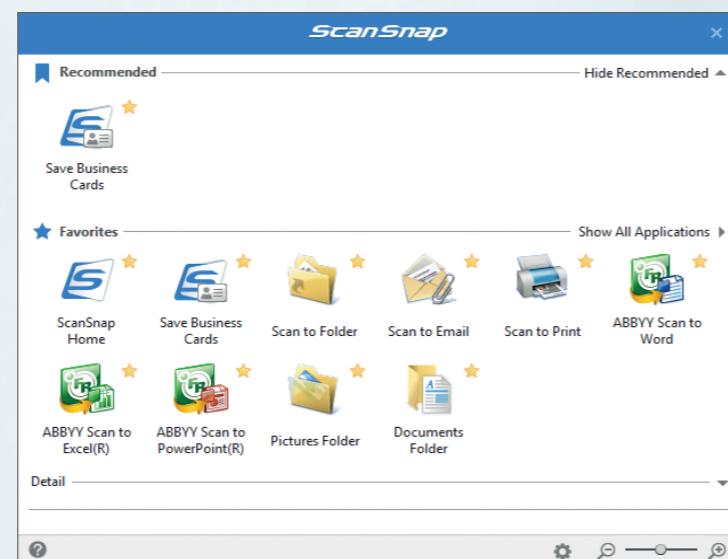 ScanSnap
Recommended
Hide Recommended
Save Business
Cards
Favorites
Show All Applications
ScanSnap
Home
Save Business
Cards
Scan to Folder
Scan to Email
Scan to Print
ABBYY Scan to
Word
ABBYY Scan to
Excel(R)
ABBYY Scan to
PowerPoint(R)
Pictures Folder
Documents
Folder
Detail